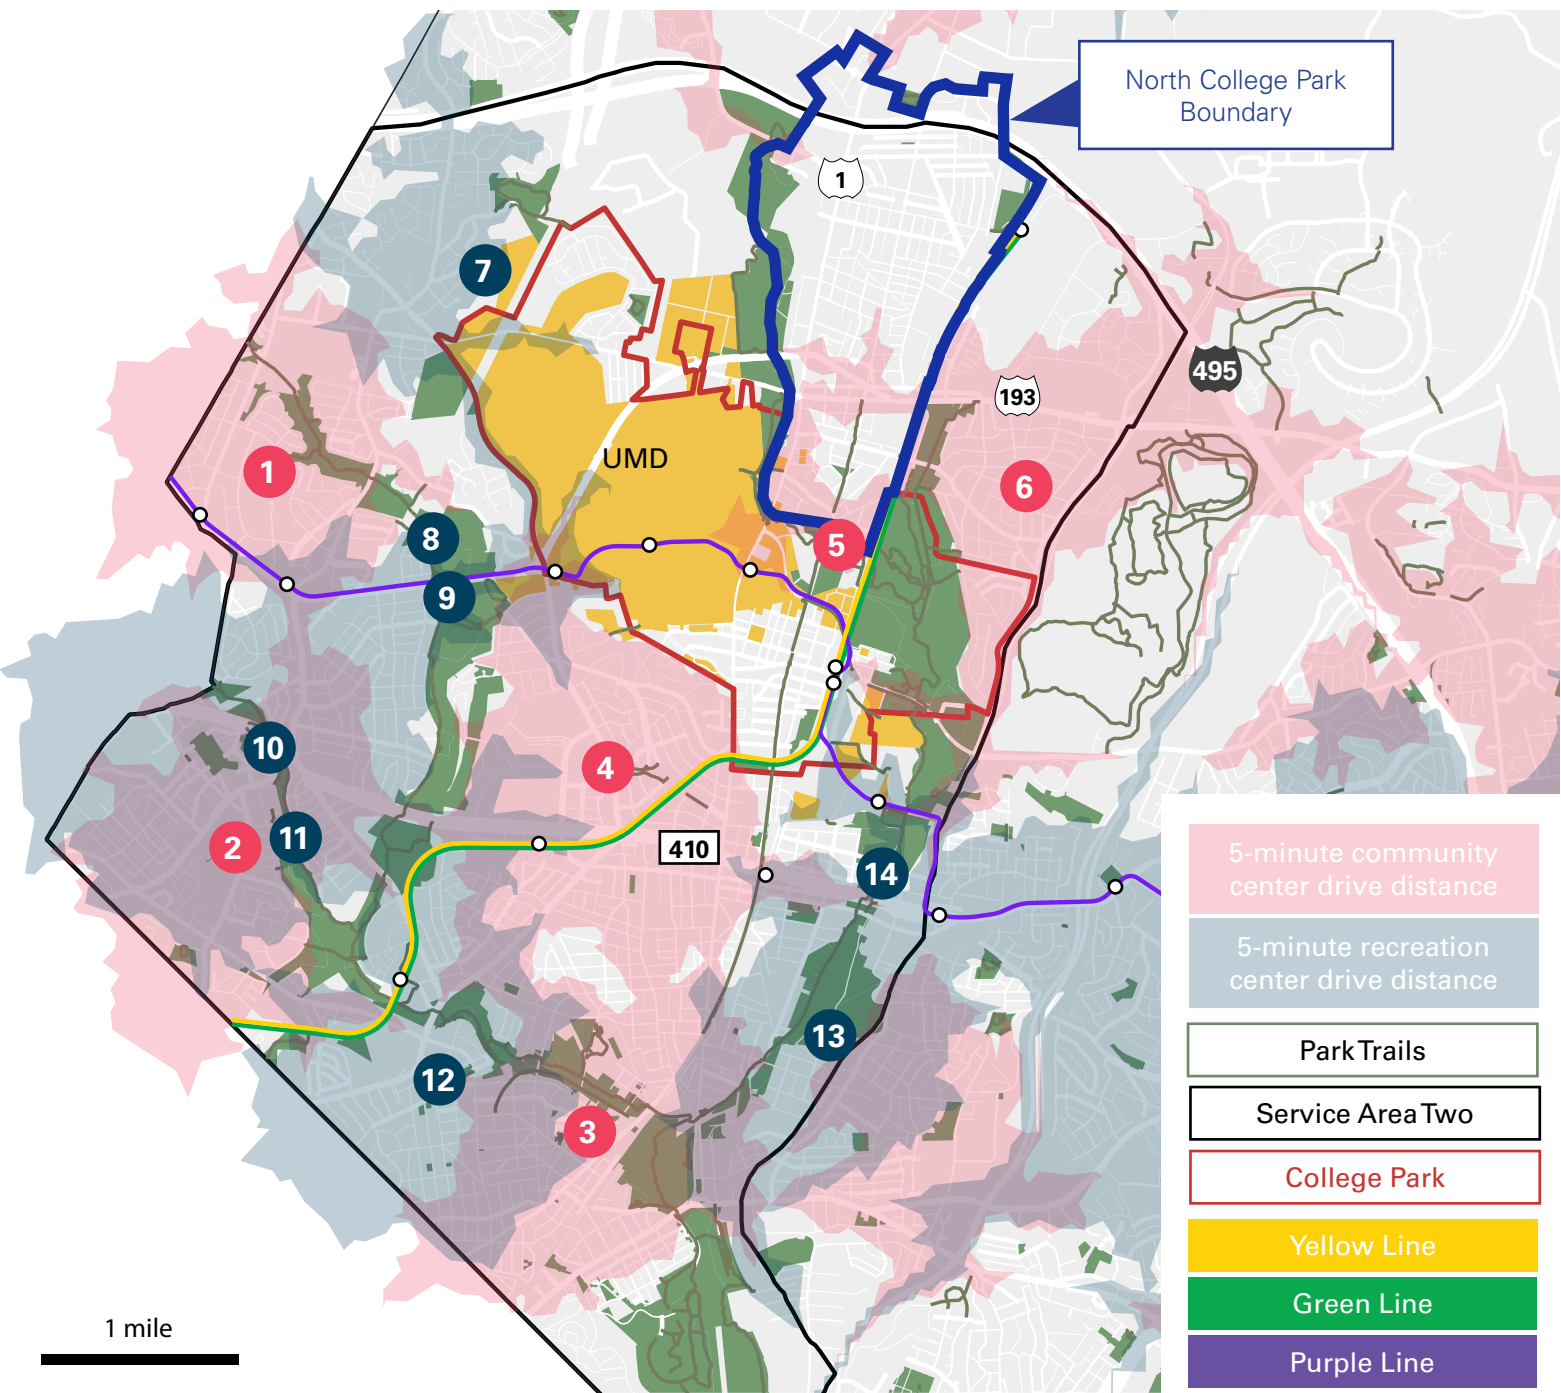 North College Park
Boundary
1
7
193
495
UMD
1
6
8
5
9
10
4
2
11
410
14
13
12
3
1 mile
5-minute community
center drive distance
5-minute recreation
center drive distance
Park Trails
Service Area Two
College Park
Yellow Line
Green Line
Purple Line